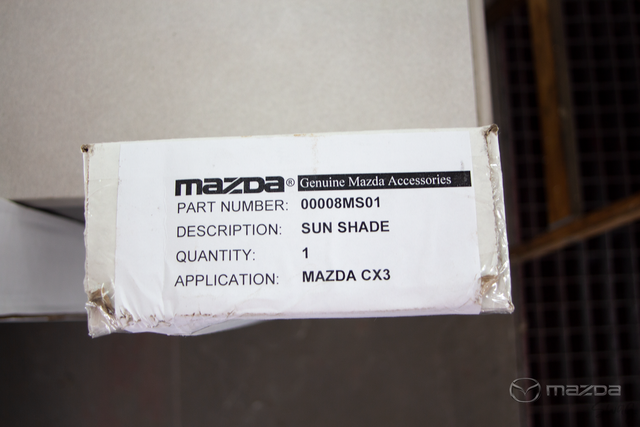 mazda® Genuine Mazda Accessories
PART NUMBER: 00008MS01
DESCRIPTION: SUN SHADE
QUANTITY: 1
APPLICATION: MAZDA CX3
mazda